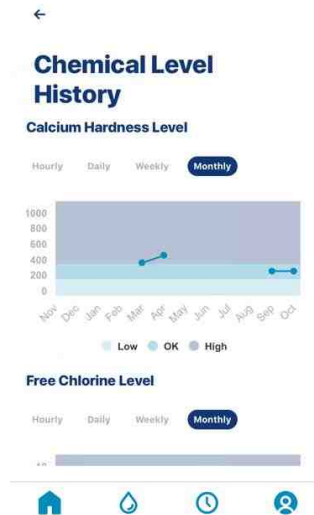 Chemical Level
History
Calcium Hardness Level
Hourly Daily Weekly Monthly
1000
800
600
400
200
0
Nov Dec Jan Feb Mar Apr May Jun Jul Aug Sep Oct
Low OK High
Free Chlorine Level
Hourly Daily Weekly Monthly